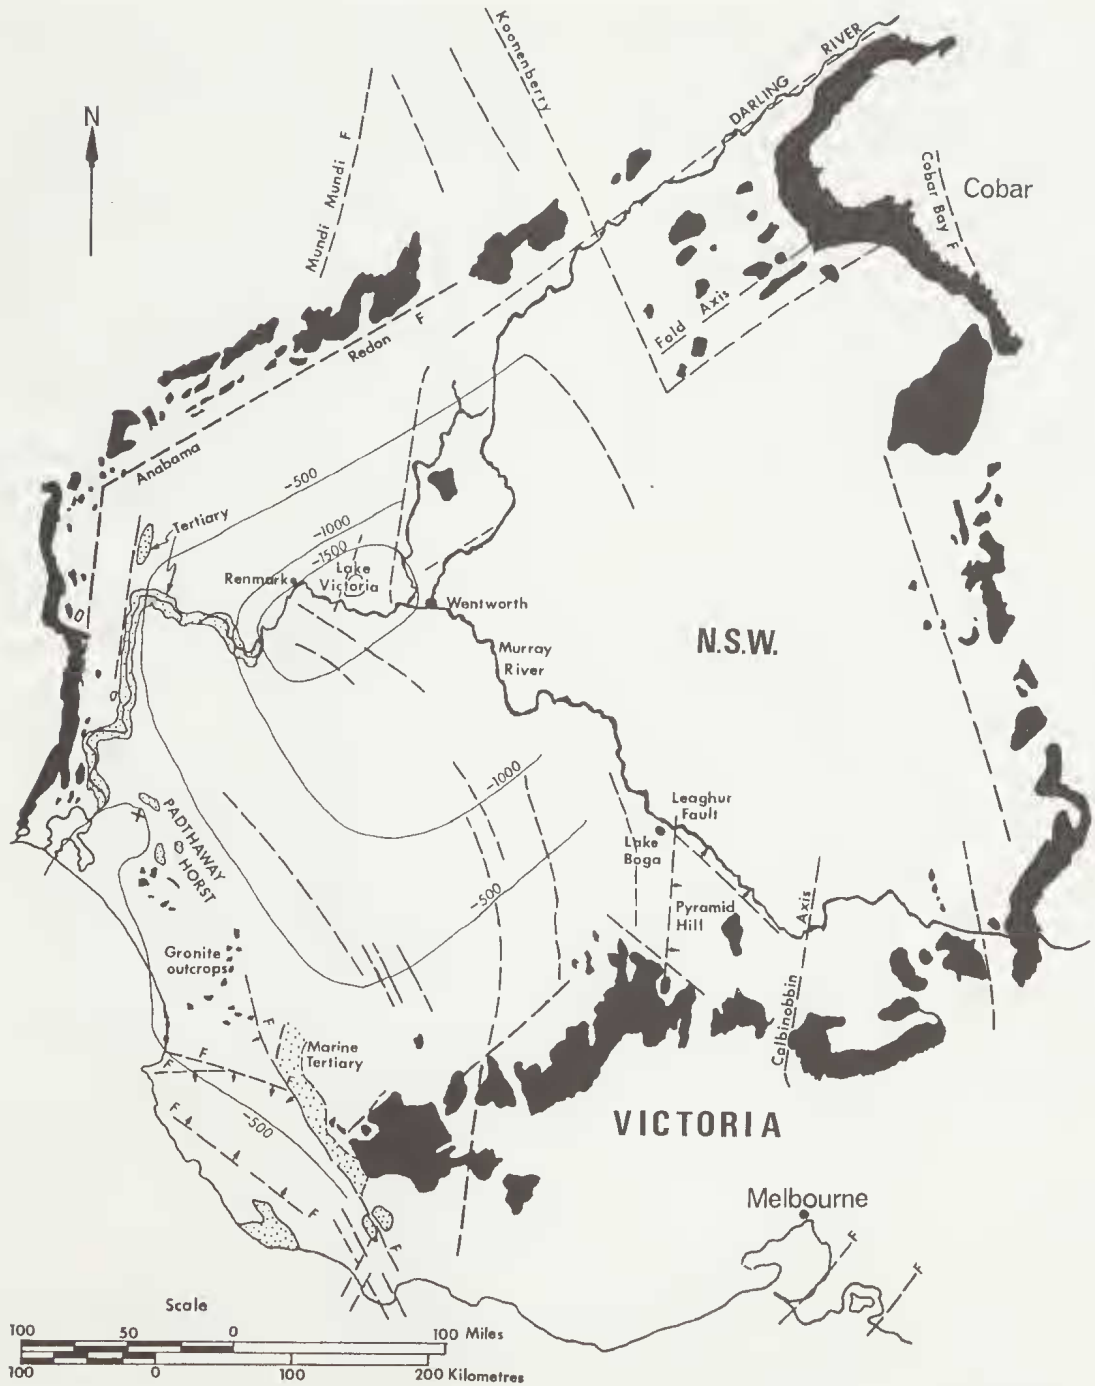 N
Koonenberry
RIVER
DARLING
Mundi Mundi F
Cobar Bay F
Cobar
Fold Axis
F
Redon
Anabama
-500
Tertiary
-1000
-1500
Renmark
Lake
Victoria
Wentworth
Murray
River
N.S.W.
-1000
Leaghur
Fault
Lake
Boga
PADTHAWAY
HORST
-500
Pyramid
Hill
Axis
Granite
outcrops
Colbinobbin
F
F
F
F
Marine
Tertiary
-500
F
VICTORIA
Melbourne
F
F
F
F
Scale
100 50 0 100 Miles
100 0 100 200 Kilometres